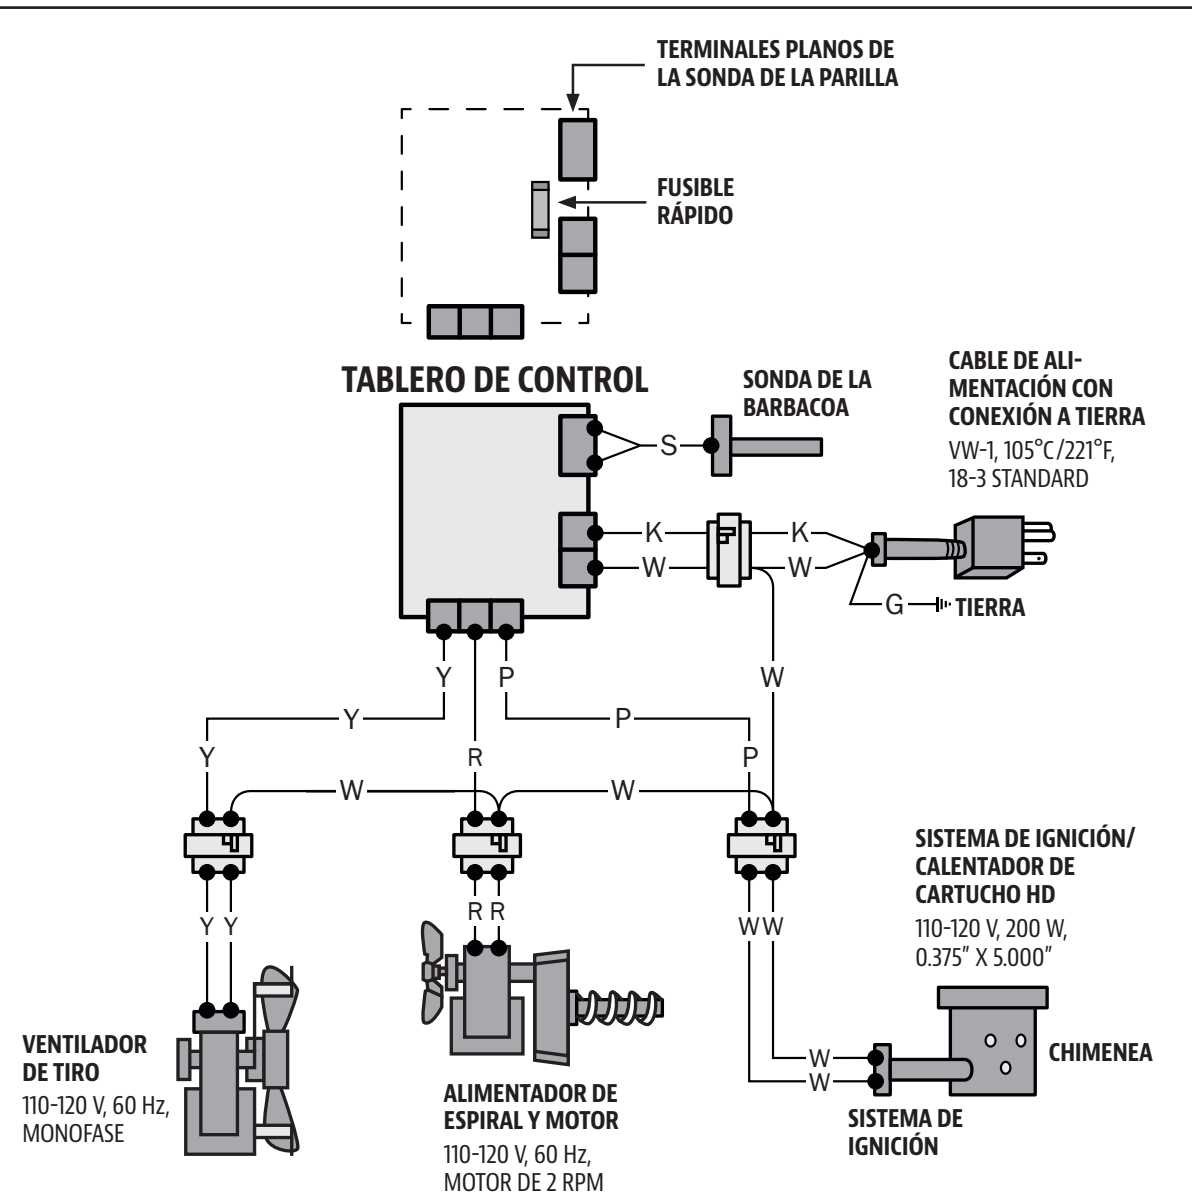 TERMINALES PLANOS DE
LA SONDA DE LA PARILLA
FUSIBLE
RÁPIDO
TABLERO DE CONTROL
SONDA DE LA
BARBACOA
CABLE DE ALI-
MENTACIÓN CON
CONEXIÓN A TIERRA
VW-1, 105°C/221°F,
18-3 STANDARD
S
K
K
W
W
G
TIERRA
Y
P
W
Y
P
Y
R
P
W
W
SISTEMA DE IGNICIÓN/
CALENTADOR DE
CARTUCHO HD
110-120 V, 200 W,
0.375" X 5.000"
Y Y
R R
W W
VENTILADOR
DE TIRO
110-120 V, 60 Hz,
MONOFASE
ALIMENTADOR DE
ESPIRAL Y MOTOR
110-120 V, 60 Hz,
MOTOR DE 2 RPM
W
W
CHIMENEA
SISTEMA DE
IGNICIÓN